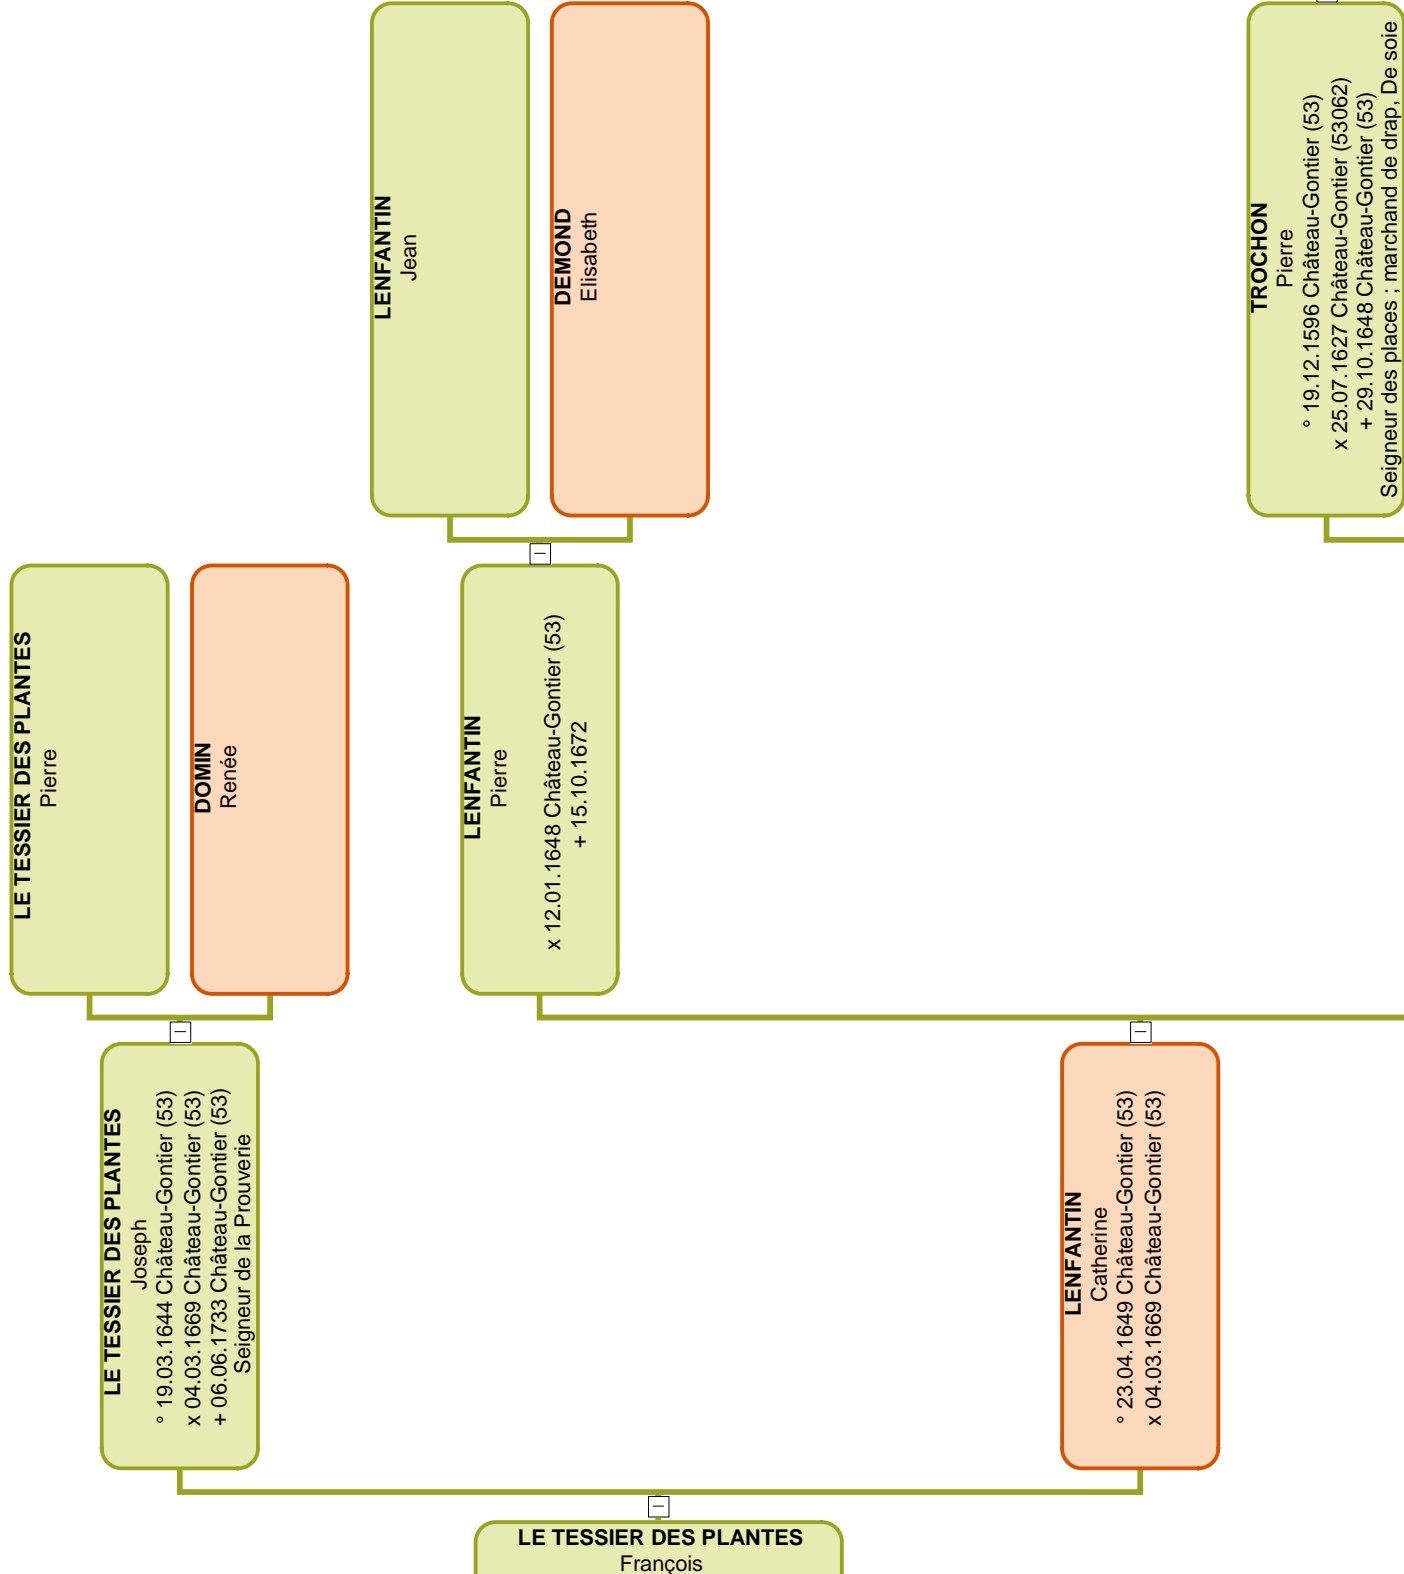 LENFANTIN
Jean
DEMOND
Elisabeth
TROCHON
Pierre
° 19.12.1596 Château-Gontier (53)
x 25.07.1627 Château-Gontier (53062)
+ 29.10.1648 Château-Gontier (53)
Seigneur des places ; marchand de drap, De soie
LE TESSIER DES PLANTES
Pierre
DOMIN
Renée
LENFANTIN
Pierre
x 12.01.1648 Château-Gontier (53)
+ 15.10.1672
LE TESSIER DES PLANTES
Joseph
° 19.03.1644 Château-Gontier (53)
x 04.03.1669 Château-Gontier (53)
+ 06.06.1733 Château-Gontier (53)
Seigneur de la Prouverie
LENFANTIN
Catherine
° 23.04.1649 Château-Gontier (53)
x 04.03.1669 Château-Gontier (53)
LE TESSIER DES PLANTES
François